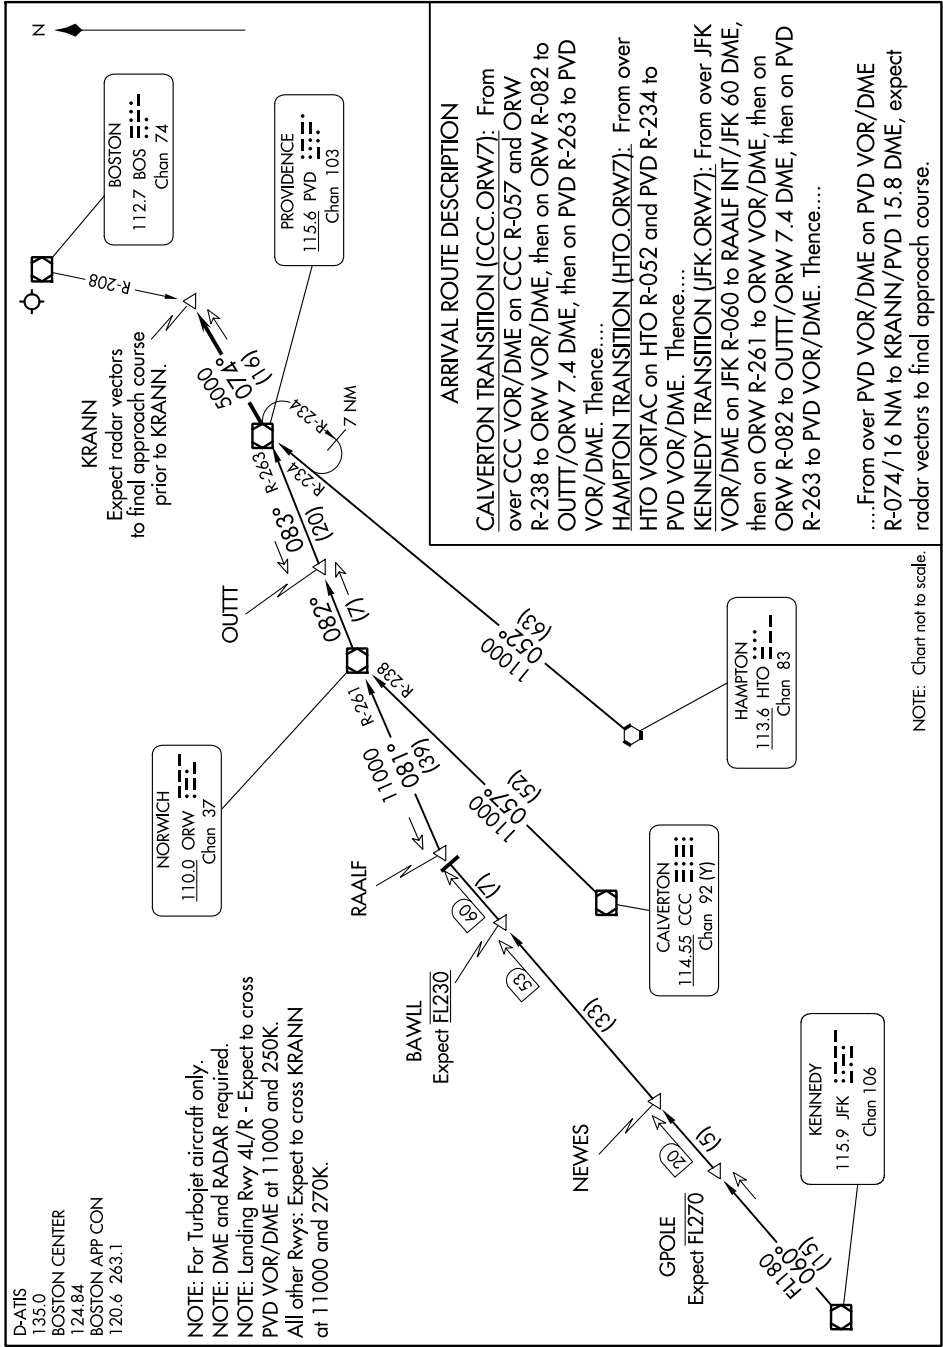 D-ATIS
135.0
BOSTON CENTER
124.84
BOSTON APP CON
120.6 263.1
NOTE: For Turbojet aircraft only.
NOTE: DME and RADAR required.
NOTE: Landing Rwy 4L/R - Expect to cross
PVD VOR/DME at 11000 and 250K.
All other Rwys: Expect to cross KRANN
at 11000 and 270K.
N
BOSTON
112.7 BOS
Chan 74
R-208
KRANN
Expect radar vectors
to final approach course
prior to KRANN.
5000
074°
(16)
PROVIDENCE
115.6 PVD
Chan 103
R-234
7 NM
R-263
R-234
083°
(20)
OUTTT
082°
(7)
NORWICH
110.0 ORW
Chan 37
R-261
R-238
11000
081°
(39)
RAALF
11000
057°
(52)
11000
052°
(63)
HAMPTON
113.6 HTO
Chan 83
CALVERTON
114.55 CCC
Chan 92 (Y)
60
(7)
BAWLL
Expect FL230
53
(33)
NEWES
20
(5)
GPOLE
Expect FL270
FL180
060°
(15)
KENNEDY
115.9 JFK
Chan 106
ARRIVAL ROUTE DESCRIPTION
CALVERTON TRANSITION (CCC.ORW7): From
over CCC VOR/DME on CCC R-057 and ORW
R-238 to ORW VOR/DME, then on ORW R-082 to
OUTTT/ORW 7.4 DME, then on PVD R-263 to PVD
VOR/DME. Thence....
HAMPTON TRANSITION (HTO.ORW7): From over
HTO VORTAC on HTO R-052 and PVD R-234 to
PVD VOR/DME. Thence....
KENNEDY TRANSITION (JFK.ORW7): From over JFK
VOR/DME on JFK R-060 to RAALF INT/JFK 60 DME,
then on ORW R-261 to ORW VOR/DME, then on
ORW R-082 to OUTTT/ORW 7.4 DME, then on PVD
R-263 to PVD VOR/DME. Thence....
....From over PVD VOR/DME on PVD VOR/DME
R-074/16 NM to KRANN/PVD 15.8 DME, expect
radar vectors to final approach course.
NOTE: Chart not to scale.